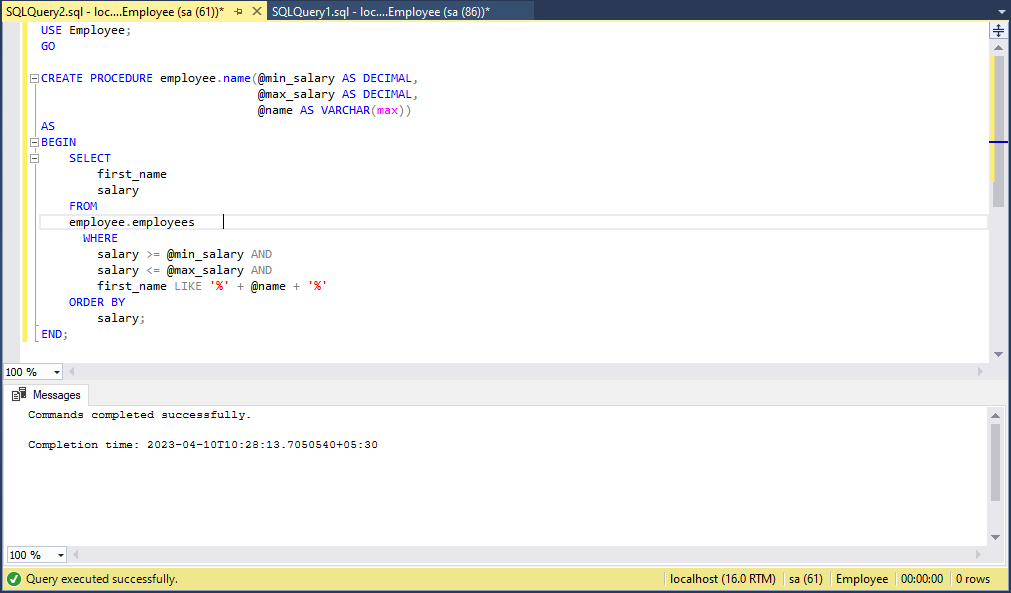 SQLQuery2.sql - loc....Employee (sa (61))* SQLQuery1.sql - loc....Employee (sa (86))*
USE Employee;
GO
CREATE PROCEDURE employee.name(@min_salary AS DECIMAL,
@max_salary AS DECIMAL,
@name AS VARCHAR(max))
AS
BEGIN
SELECT
first_name
salary
FROM
employee.employees
WHERE
salary >= @min_salary AND
salary <= @max_salary AND
first_name LIKE '%' + @name + '%'
ORDER BY
salary;
END;
100 %
Messages
Commands completed successfully.
Completion time: 2023-04-10T10:28:13.7050540+05:30
100 %
Query executed successfully. localhost (16.0 RTM) sa (61) Employee 00:00:00 0 rows